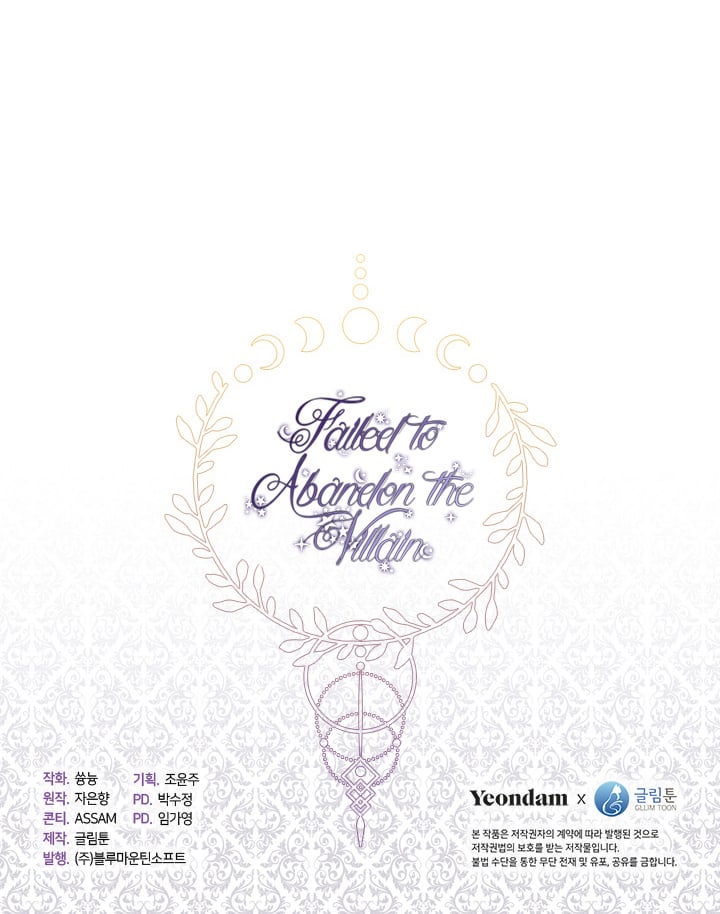 Failed to
Abandon the
Villain
작화. 쓩늉
원작. 자은향
콘티. ASSAM
제작. 글림툰
발행. (주)블루마운틴소프트
기획. 조윤주
PD. 박수정
PD. 임가영
Yeondam x 글림툰
GLLIM TOON
본 작품은 저작권자의 계약에 따라 발행된 것으로
저작권법의 보호를 받는 저작물입니다.
불법 수단을 통한 무단 전재 및 유포, 공유를 금합니다.